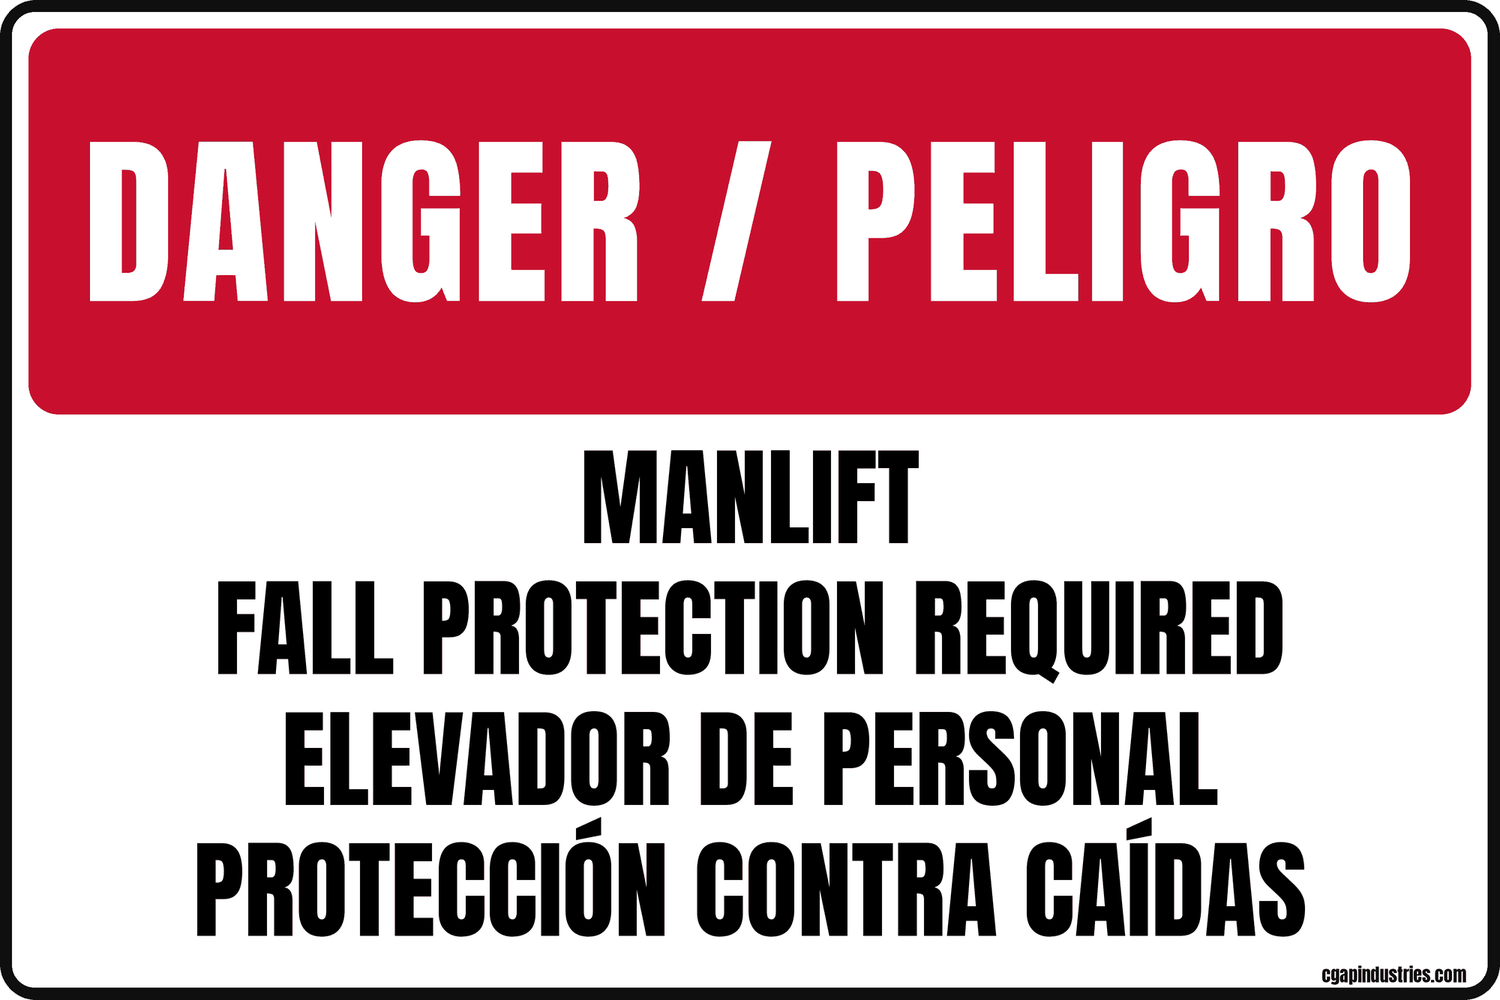 DANGER / PELIGRO
MANLIFT
FALL PROTECTION REQUIRED
ELEVADOR DE PERSONAL
PROTECCIÓN CONTRA CAÍDAS
cgapindustries.com